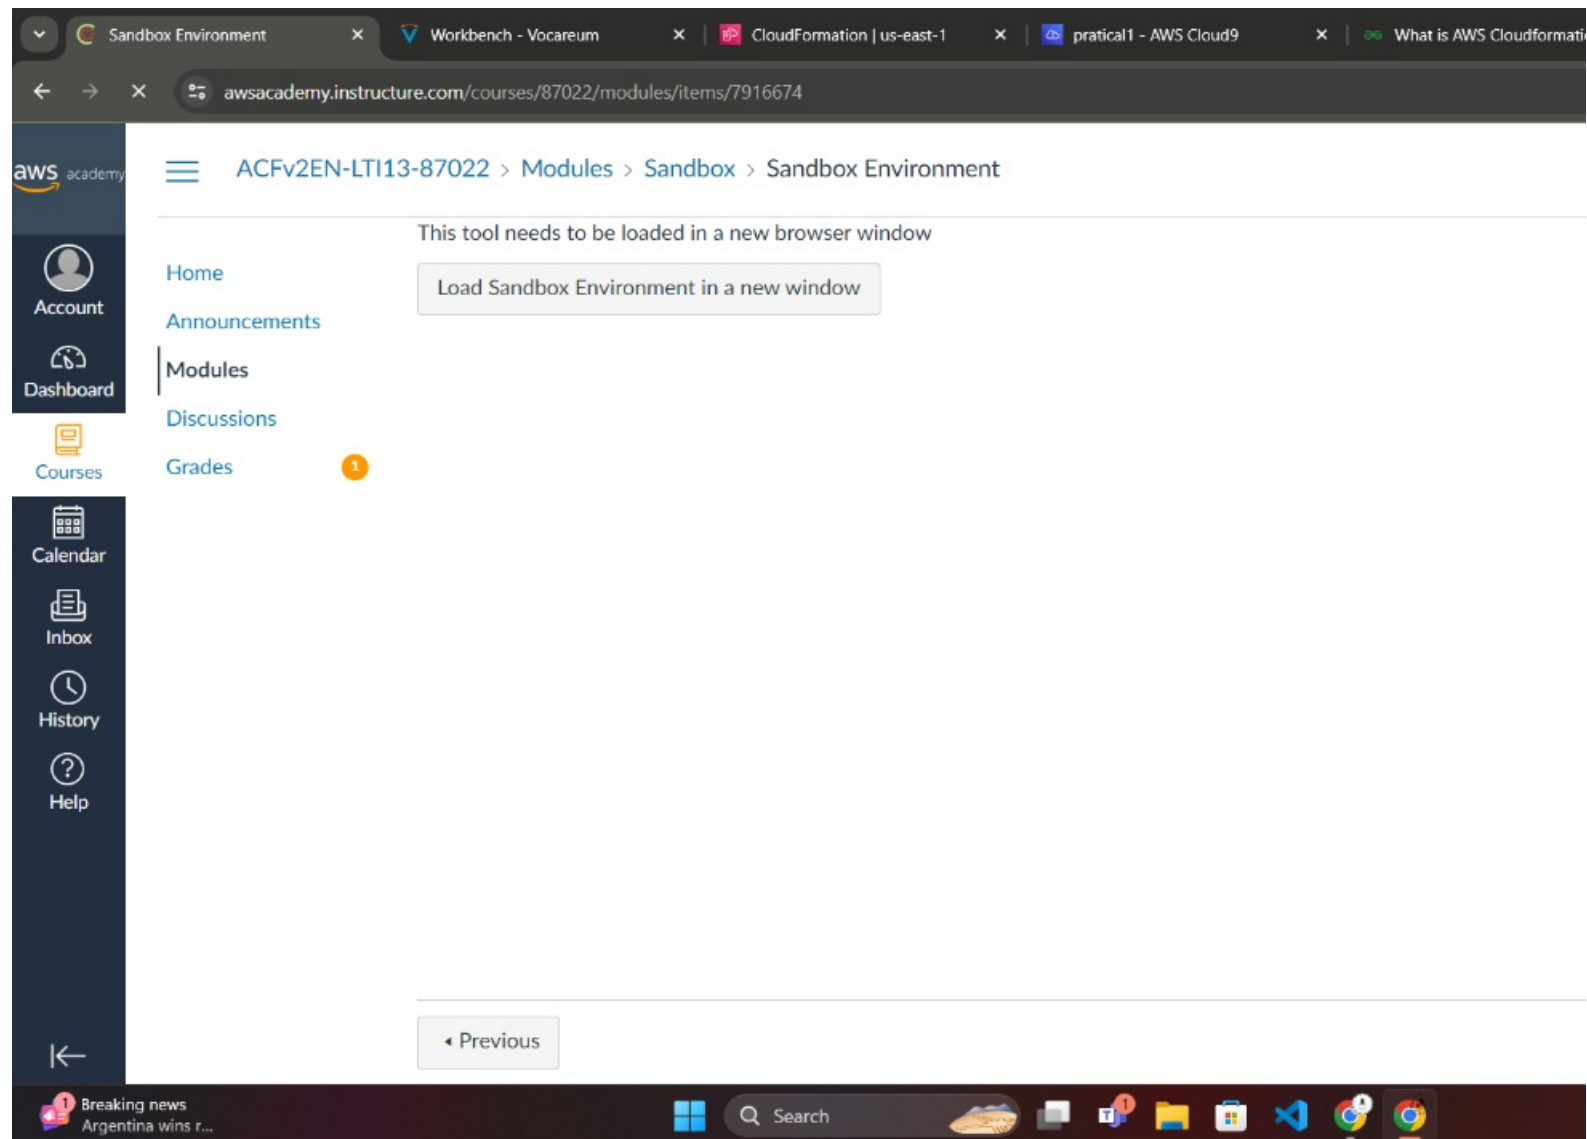 Sandbox Environment
Workbench - Vocareum
CloudFormation | us-east-1
pratical1 - AWS Cloud9
What is AWS Cloudformati
awsacademy.instructure.com/courses/87022/modules/items/7916674
aws academy
ACFv2EN-LTI13-87022 > Modules > Sandbox > Sandbox Environment
This tool needs to be loaded in a new browser window
Load Sandbox Environment in a new window
Home
Announcements
Modules
Discussions
Grades
1
Account
Dashboard
Courses
Calendar
Inbox
History
Help
Previous
1
Breaking news
Argentina wins r...
Search
T
1